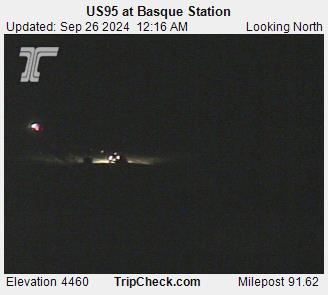 US95 at Basque Station
Updated: Sep 26 2024 12:16 AM Looking North
Elevation 4460 TripCheck.com Milepost 91.62